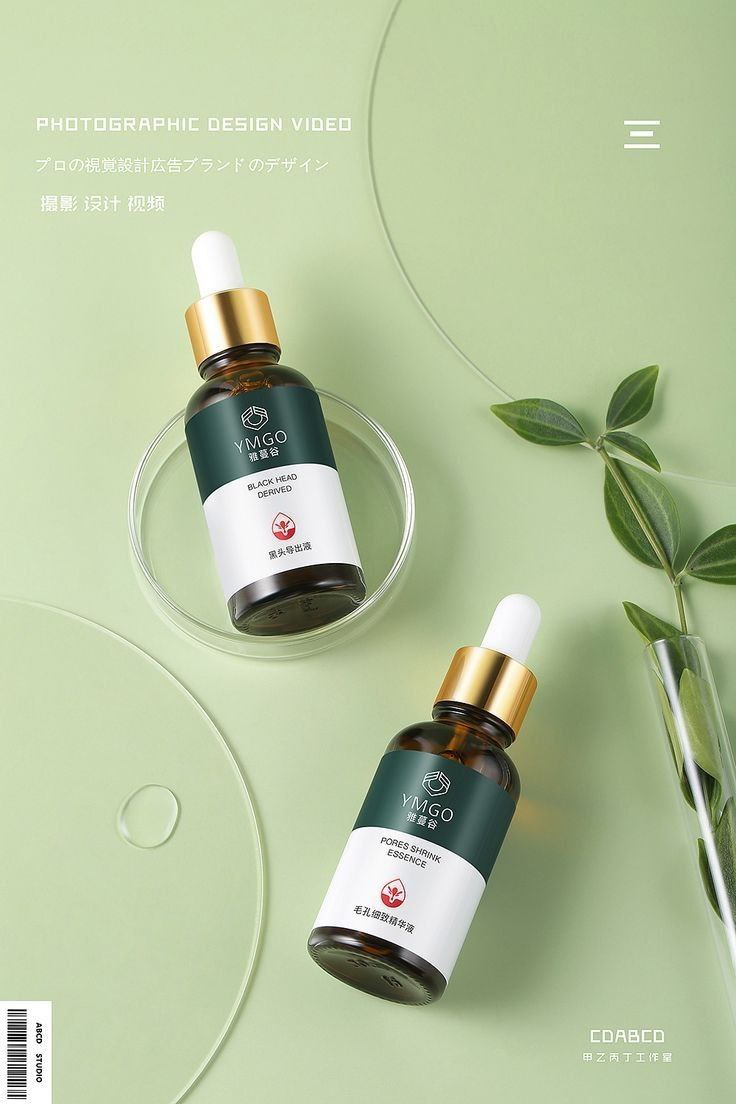 PHOTOGRAPHIC DESIGN VIDEO
プロの視覚設計広告ブランドのデザイン
摄影 设计 视频
YMGO
雅蔓谷
BLACK HEAD
DERIVED
黑头导出液
YMGO
雅蔓谷
PORES SHRINK
ESSENCE
毛孔细致精华液
ABCD STUDIO
CDABCD
甲乙丙丁工作室